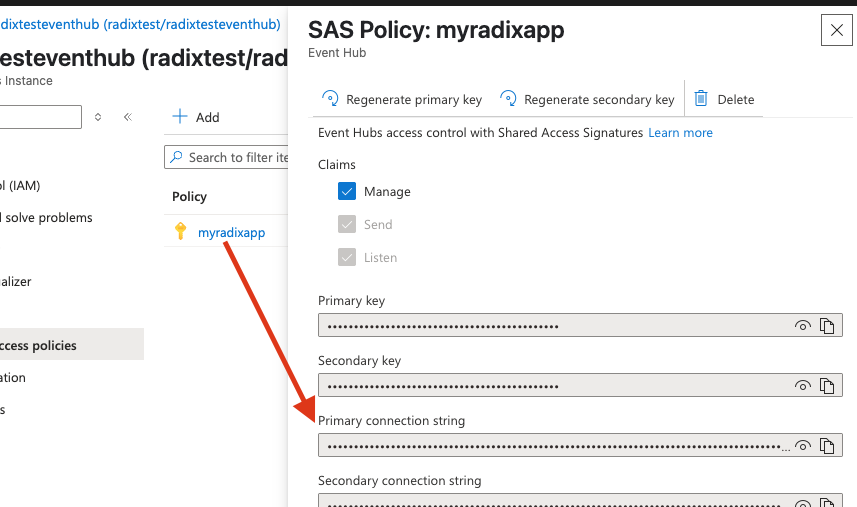 dixtesteventhub (radixtest/radixtesteventhub)
esteventhub (radixtest/rad
s Instance
Add
Search to filter ite
ol (IAM)
d solve problems
alizer
ccess policies
ation
s
Policy
myradixapp
SAS Policy: myradixapp
Event Hub
Regenerate primary key
Regenerate secondary key
Delete
Event Hubs access control with Shared Access Signatures Learn more
Claims
Manage
Send
Listen
Primary key
•••••••••••••••••••••••••••••••••••••••••••
Secondary key
•••••••••••••••••••••••••••••••••••••••••••
Primary connection string
••••••••••••••••••••••••••••••••••••••••••••••••••••••••••••••••••••••••••••••••••••...
Secondary connection string